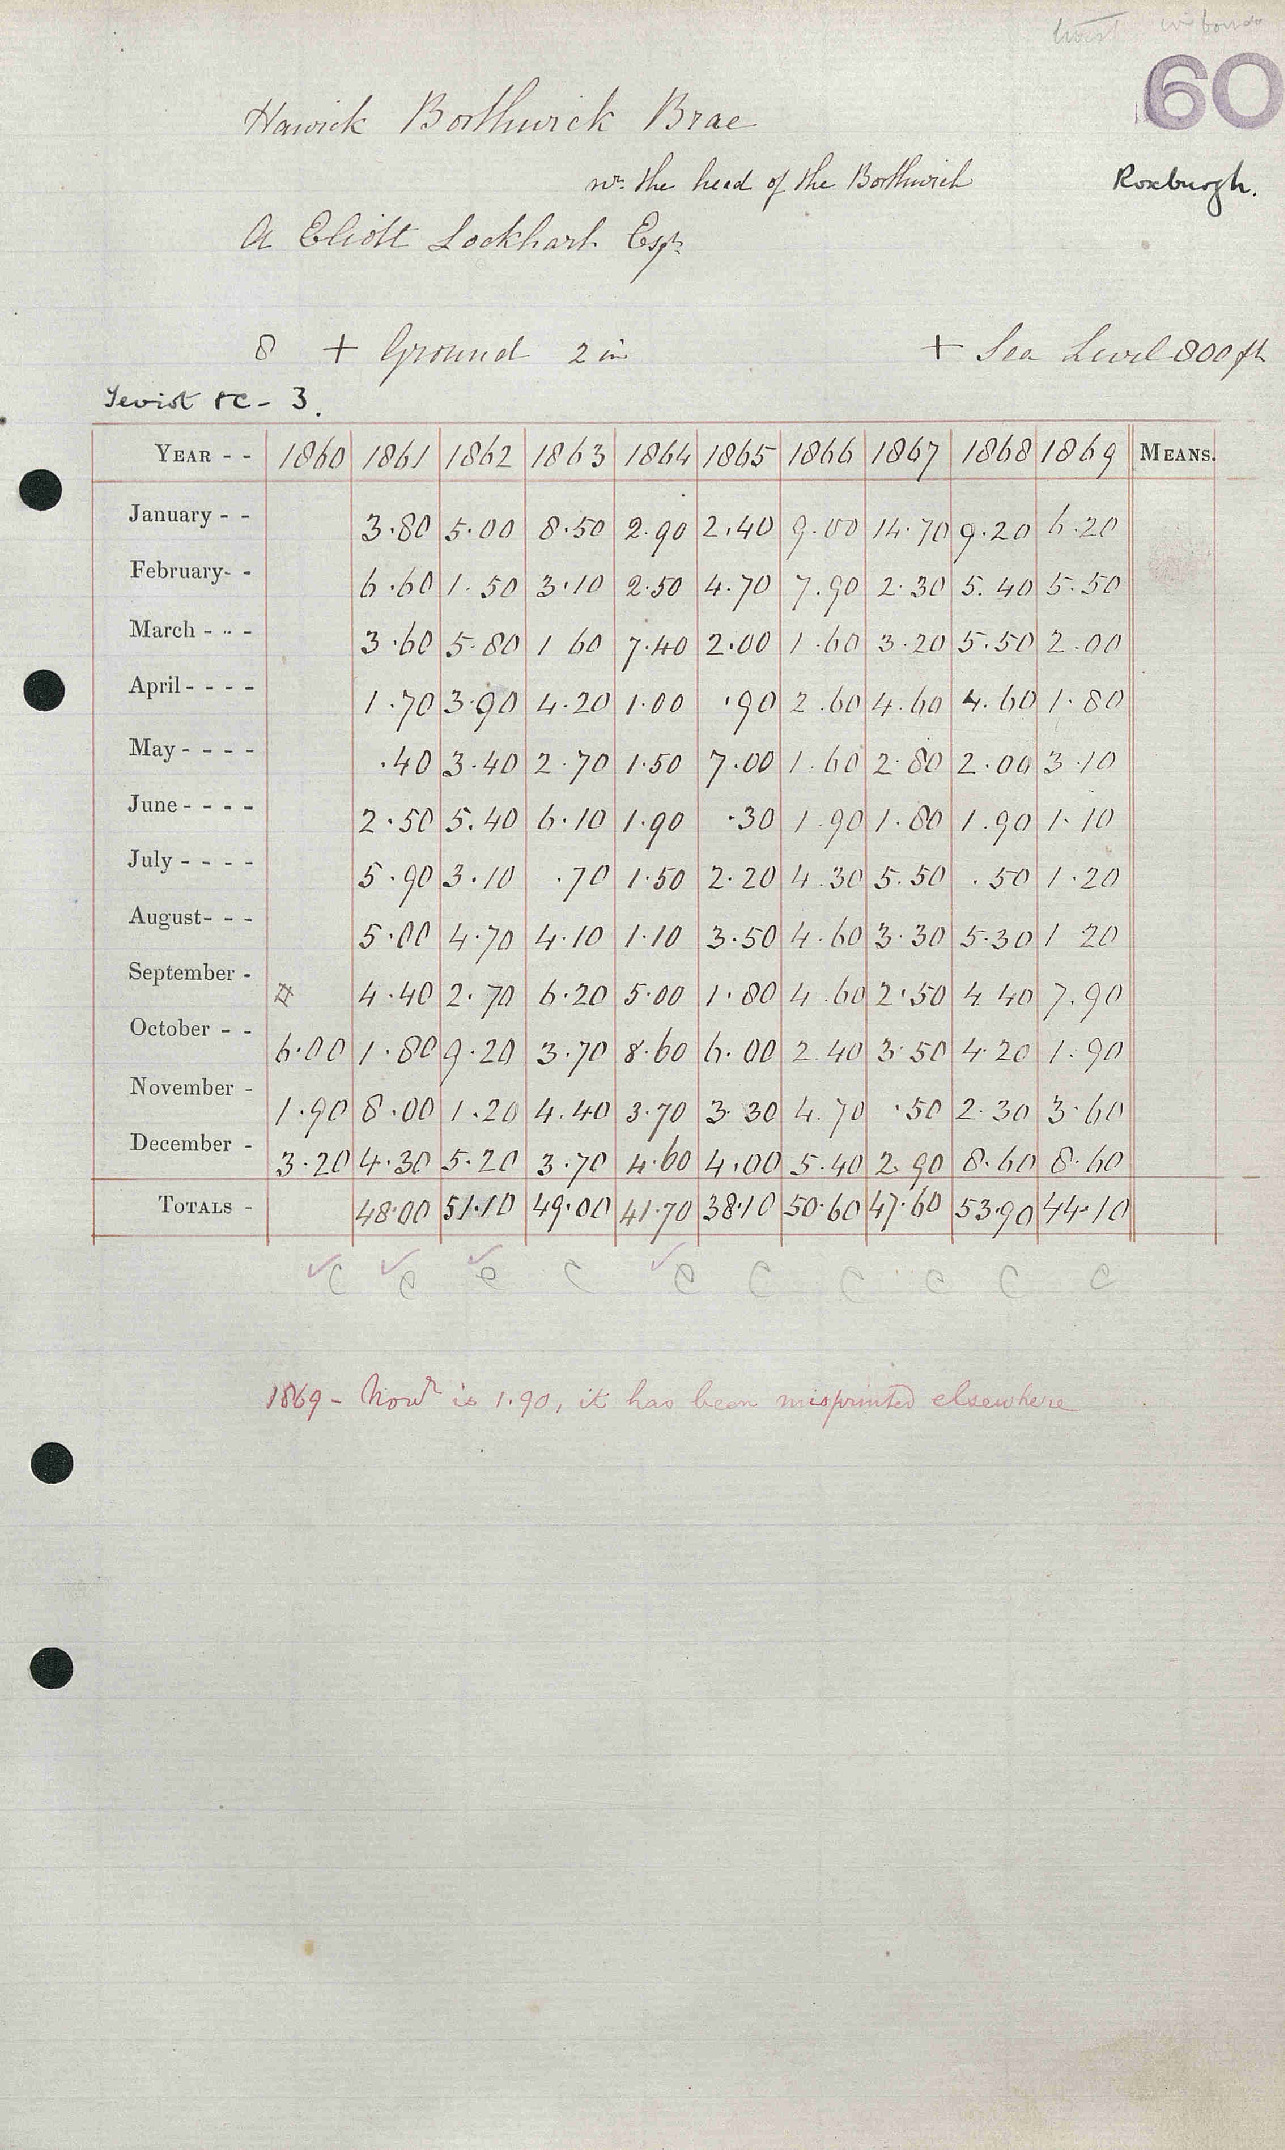 60
Hawick Borthwick Brae
nr. the head of the Borthwick
Roxburgh.
A Eliott Lockhart Esqr
8 + Ground 2 in + Sea Level 800 ft
Teviot &c - 3.
YEAR - - 1860 1861 1862 1863 1864 1865 1866 1867 1868 1869 MEANS.
January - - 3.80 5.00 8.50 2.90 2.40 9.00 14.70 9.20 6.20
February- - 6.60 1.50 3.10 2.50 4.70 7.90 2.30 5.40 5.50
March - - - 3.60 5.80 1 60 7.40 2.00 1.60 3.20 5.50 2.00
April - - - - 1.70 3.90 4.20 1.00 .90 2.60 4.60 4.60 1.80
May - - - - .40 3.40 2.70 1.50 7.00 1.60 2.80 2.00 3.10
June - - - - 2.50 5.40 6.10 1.90 .30 1.90 1.80 1.90 1.10
July - - - - 5.90 3.10 .70 1.50 2.20 4.30 5.50 .50 1.20
August- - - 5.00 4.70 4.10 1.10 3.50 4.60 3.30 5.30 1 20
September - 4.40 2.70 6.20 5.00 1.80 4.60 2.50 4 40 7.90
October - - 6.00 1.80 9.20 3.70 8.60 6.00 2.40 3.50 4.20 1.90
November - 1.90 8.00 1.20 4.40 3.70 3.30 4.70 .50 2.30 3.60
December - 3.20 4.30 5.20 3.70 4.60 4.00 5.40 2.90 8.60 8.60
TOTALS - 48.00 51.10 49.00 41.70 38.10 50.60 47.60 53.90 44.10
C C C C C C C C C C
1869 - Novr is 1.90, it has been misprinted elsewhere